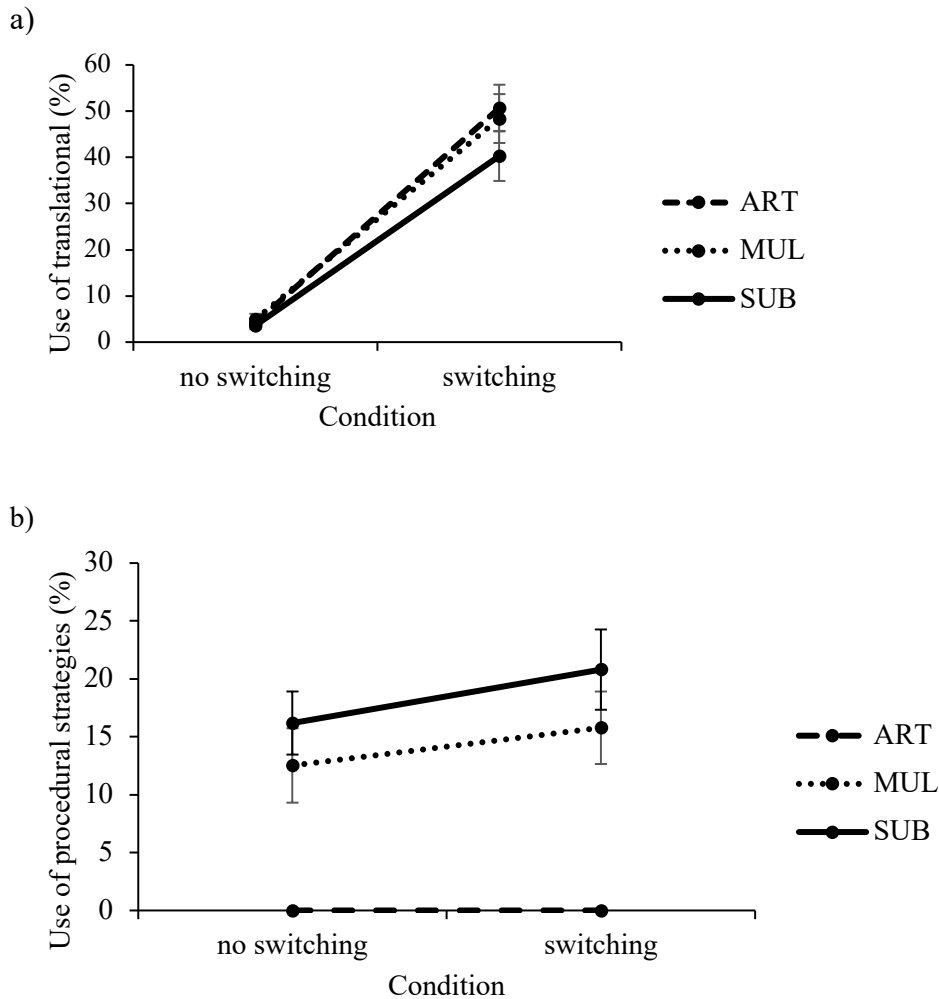 a)
Use of translational (%)
60
50
40
30
20
10
0
no switching
switching
Condition
ART
MUL
SUB
b)
Use of procedural strategies (%)
30
25
20
15
10
5
0
no switching
switching
Condition
ART
MUL
SUB